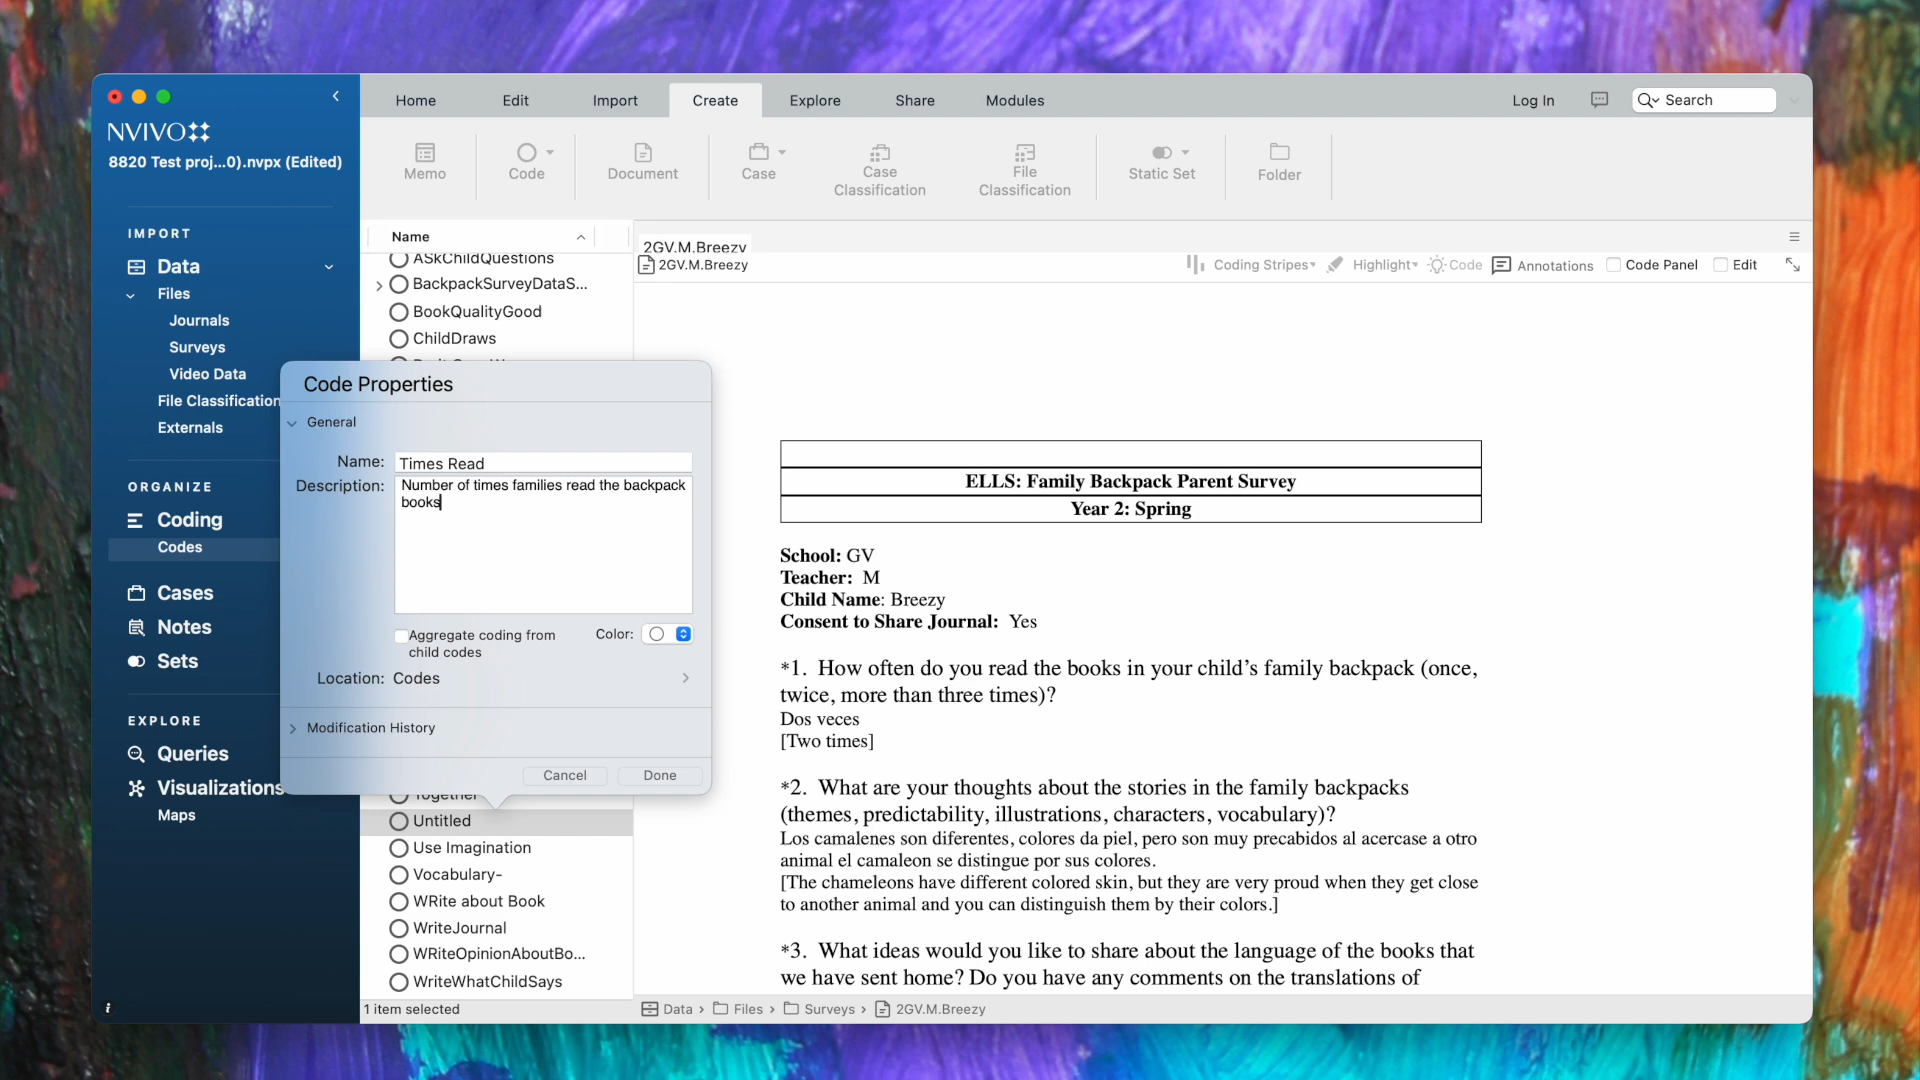 Home Edit Import Create Explore Share Modules Log In Search
NVIVO
8820 Test proj...0).nvpx (Edited)
Memo Code Document Case Case Classification File Classification Static Set Folder
IMPORT
Data
Files
Journals
Surveys
Video Data
File Classification
Externals
ORGANIZE
Coding
Codes
Cases
Notes
Sets
EXPLORE
Queries
Visualizations
Maps
Name
ASkChildQuestions
BackpackSurveyDataS...
BookQualityGood
ChildDraws
Code Properties
General
Name: Times Read
Description: Number of times families read the backpack
books
Aggregate coding from
child codes
Color:
Location: Codes
Modification History
Cancel Done
Together
Untitled
Use Imagination
Vocabulary-
WRite about Book
WriteJournal
WRiteOpinionAboutBo...
WriteWhatChildSays
1 item selected
2GV.M.Breezy
2GV.M.Breezy Coding Stripes Highlight Code Annotations Code Panel Edit
ELLS: Family Backpack Parent Survey
Year 2: Spring
School: GV
Teacher: M
Child Name: Breezy
Consent to Share Journal: Yes
*1. How often do you read the books in your child's family backpack (once,
twice, more than three times)?
Dos veces
[Two times]
*2. What are your thoughts about the stories in the family backpacks
(themes, predictability, illustrations, characters, vocabulary)?
Los camalenes son diferentes, colores da piel, pero son muy precabidos al acercase a otro
animal el camaleon se distingue por sus colores.
[The chameleons have different colored skin, but they are very proud when they get close
to another animal and you can distinguish them by their colors.]
*3. What ideas would you like to share about the language of the books that
we have sent home? Do you have any comments on the translations of
Data › Files › Surveys › 2GV.M.Breezy